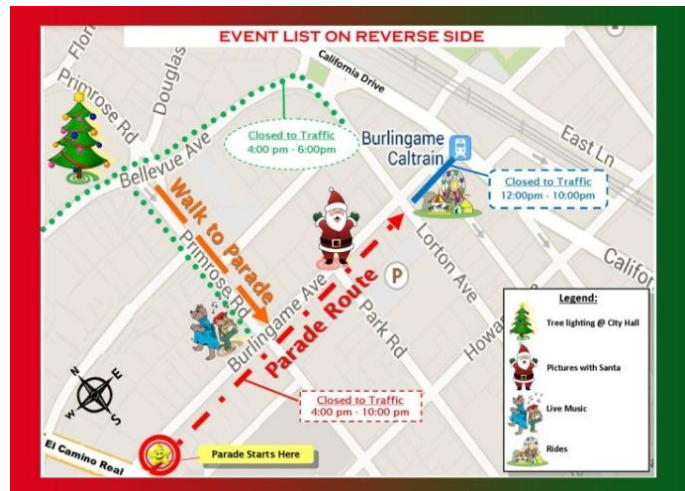 EVENT LIST ON REVERSE SIDE
Flori
Douglas
Primrose Rd
California Drive
Closed to Traffic
4:00 pm - 6:00pm
Burlingame
Caltrain
East Ln
Bellevue Ave
Closed to Traffic
12:00pm - 10:00pm
Walk to Parade
Primrose Rd
Lorton Ave
Califor
P
Burlingame Ave
Parade Route
Park Rd
Howa
Legend:
Tree lighting @ City Hall
Pictures with Santa
Live Music
Rides
N
E
W
S
Closed to Traffic
4:00 pm - 10:00 pm
El Camino Real
Parade Starts Here